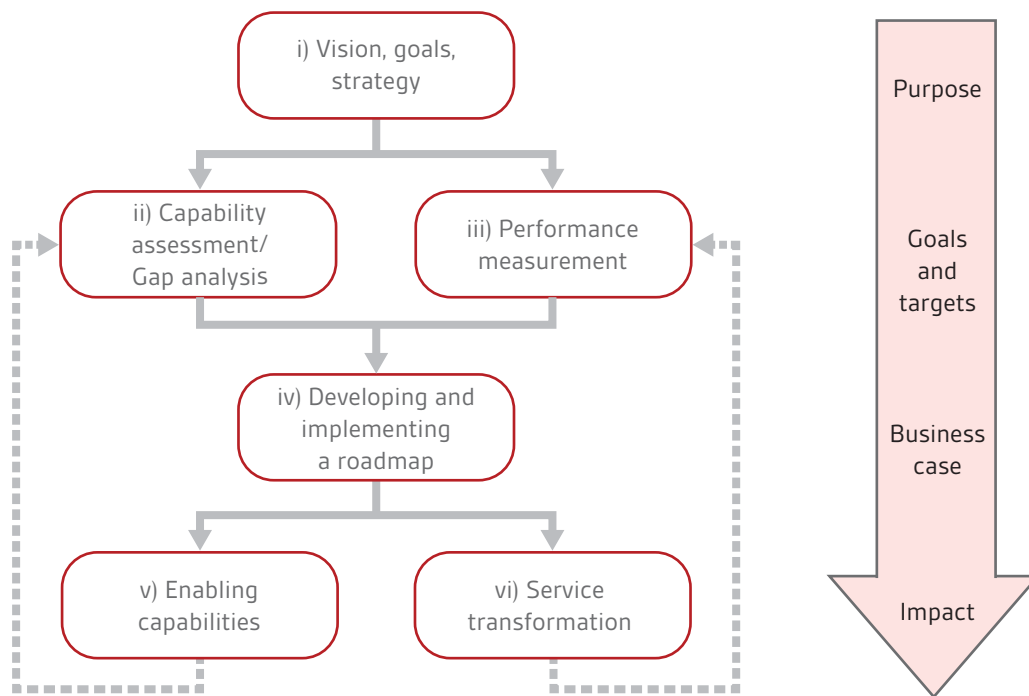 i) Vision, goals,
strategy
Purpose
ii) Capability
assessment/
Gap analysis
iii) Performance
measurement
Goals
and
targets
iv) Developing and
implementing
a roadmap
Business
case
v) Enabling
capabilities
vi) Service
transformation
Impact